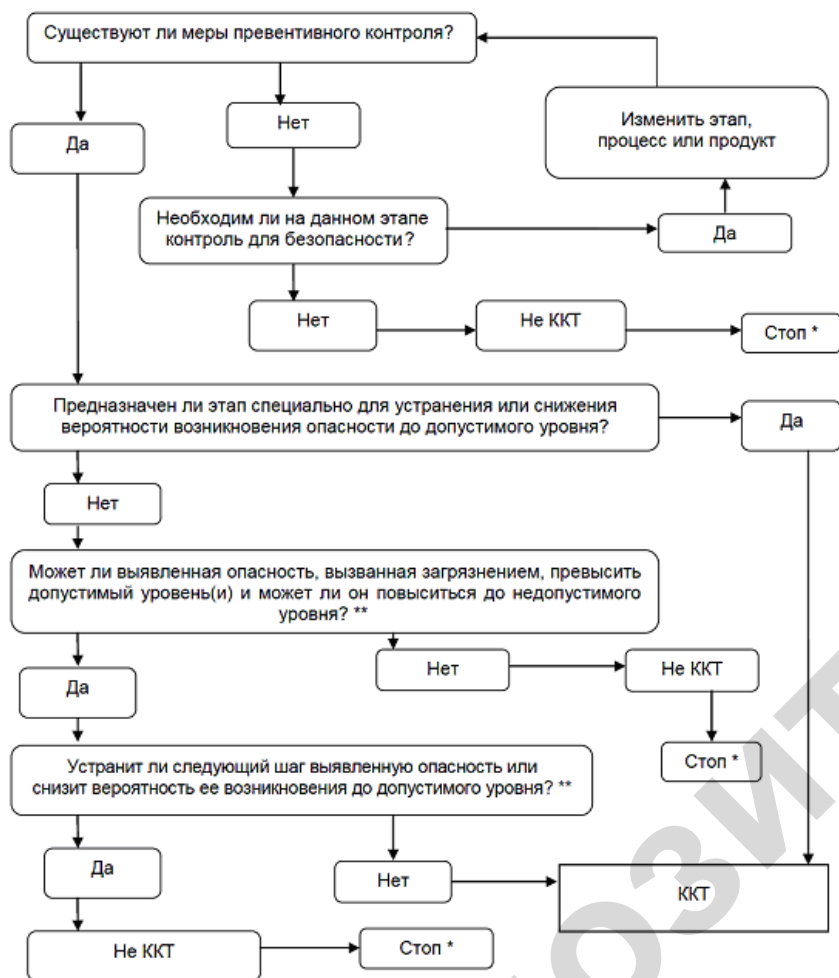 Существуют ли меры превентивного контроля?
Да
Нет
Изменить этап,
процесс или продукт
Необходим ли на данном этапе
контроль для безопасности?
Да
Нет
Не ККТ
Стоп *
Предназначен ли этап специально для устранения или снижения
вероятности возникновения опасности до допустимого уровня?
Да
Нет
Может ли выявленная опасность, вызванная загрязнением, превысить
допустимый уровень(и) и может ли он повыситься до недопустимого
уровня? **
Нет
Не ККТ
Да
Стоп *
Устранит ли следующий шаг выявленную опасность или
снизит вероятность ее возникновения до допустимого уровня? **
Да
Нет
ККТ
Не ККТ
Стоп *
ОЗИТ